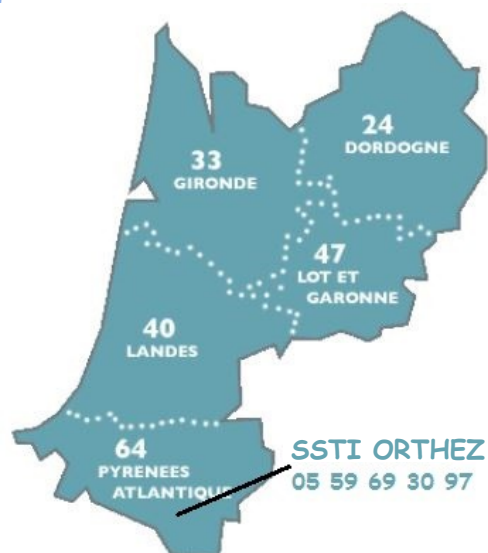 24
DORDOGNE
33
GIRONDE
47
LOT ET
GARONNE
40
LANDES
64
PYRENEES
ATLANTIQUE
SSTI ORTHEZ
05 59 69 30 97